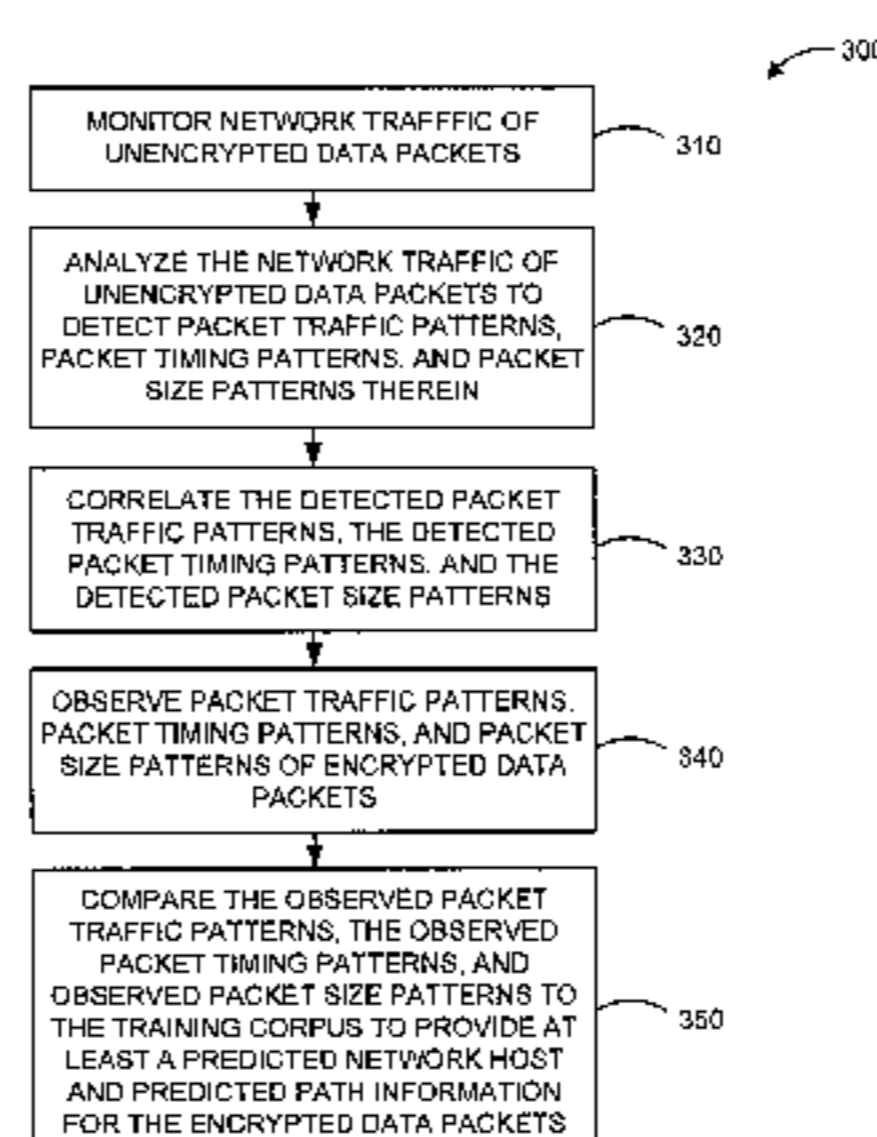 300
MONITOR NETWORK TRAFFFIC OF
UNENCRYPTED DATA PACKETS
310
ANALYZE THE NETWORK TRAFFIC OF
UNENCRYPTED DATA PACKETS TO
DETECT PACKET TRAFFIC PATTERNS,
PACKET TIMING PATTERNS. AND PACKET
SIZE PATTERNS THEREIN
320
CORRELATE THE DETECTED PACKET
TRAFFIC PATTERNS, THE DETECTED
PACKET TIMING PATTERNS. AND THE
DETECTED PACKET SIZE PATTERNS
330
OBSERVE PACKET TRAFFIC PATTERNS.
PACKET TIMING PATTERNS, AND PACKET
SIZE PATTERNS OF ENCRYPTED DATA
PACKETS
340
COMPARE THE OBSERVED PACKET
TRAFFIC PATTERNS, THE OBSERVED
PACKET TIMING PATTERNS, AND
OBSERVED PACKET SIZE PATTERNS TO
THE TRAINING CORPUS TO PROVIDE AT
LEAST A PREDICTED NETWORK HOST
AND PREDICTED PATH INFORMATION
FOR THE ENCRYPTED DATA PACKETS
350